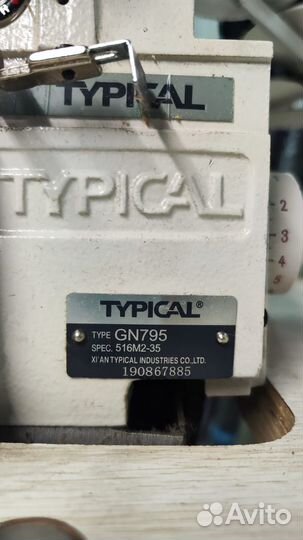 TYPICAL
TYPICAL
TYPICAL®
TYPE GN795
SPEC. 516M2-35
XI'AN TYPICAL INDUSTRIES CO.,LTD.
190867885
2
3
4
5
Avito